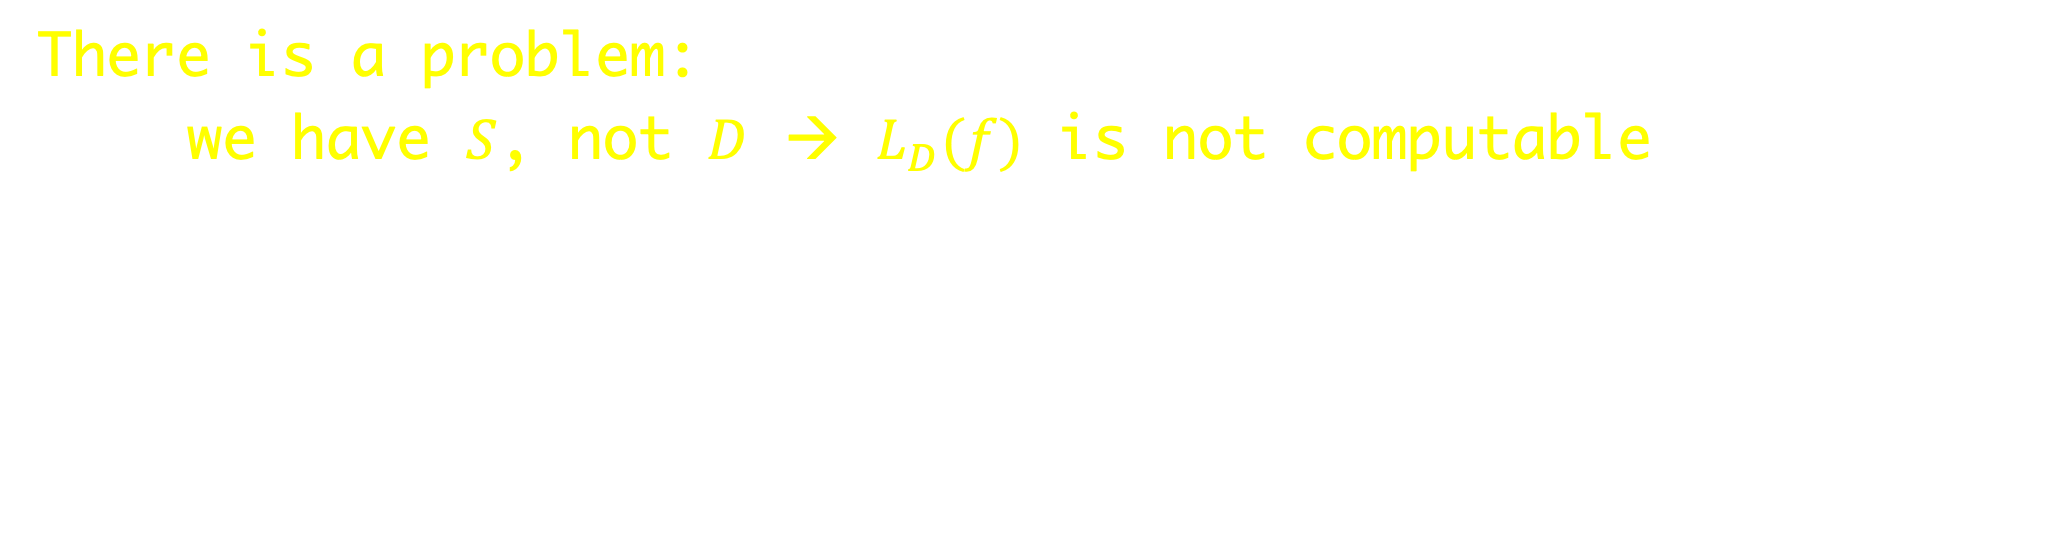 There is a problem:
we have S, not D → L_D(f) is not computable